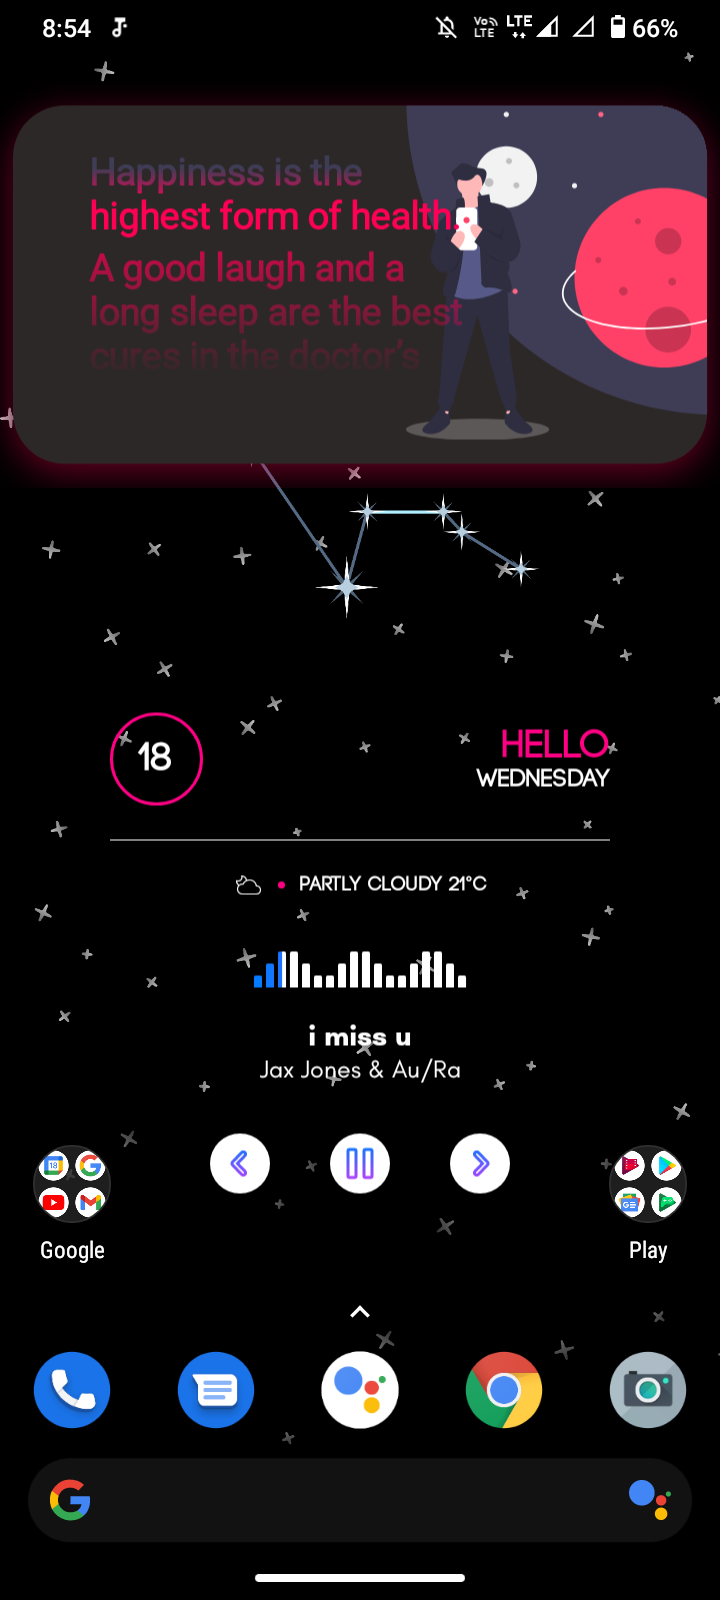 8:54
Vo LTE
LTE
66%
Happiness is the
highest form of health.
A good laugh and a
long sleep are the best
cures in the doctor's
18
HELLO
WEDNESDAY
PARTLY CLOUDY 21°C
i miss u
Jax Jones & Au/Ra
18
Google
Play